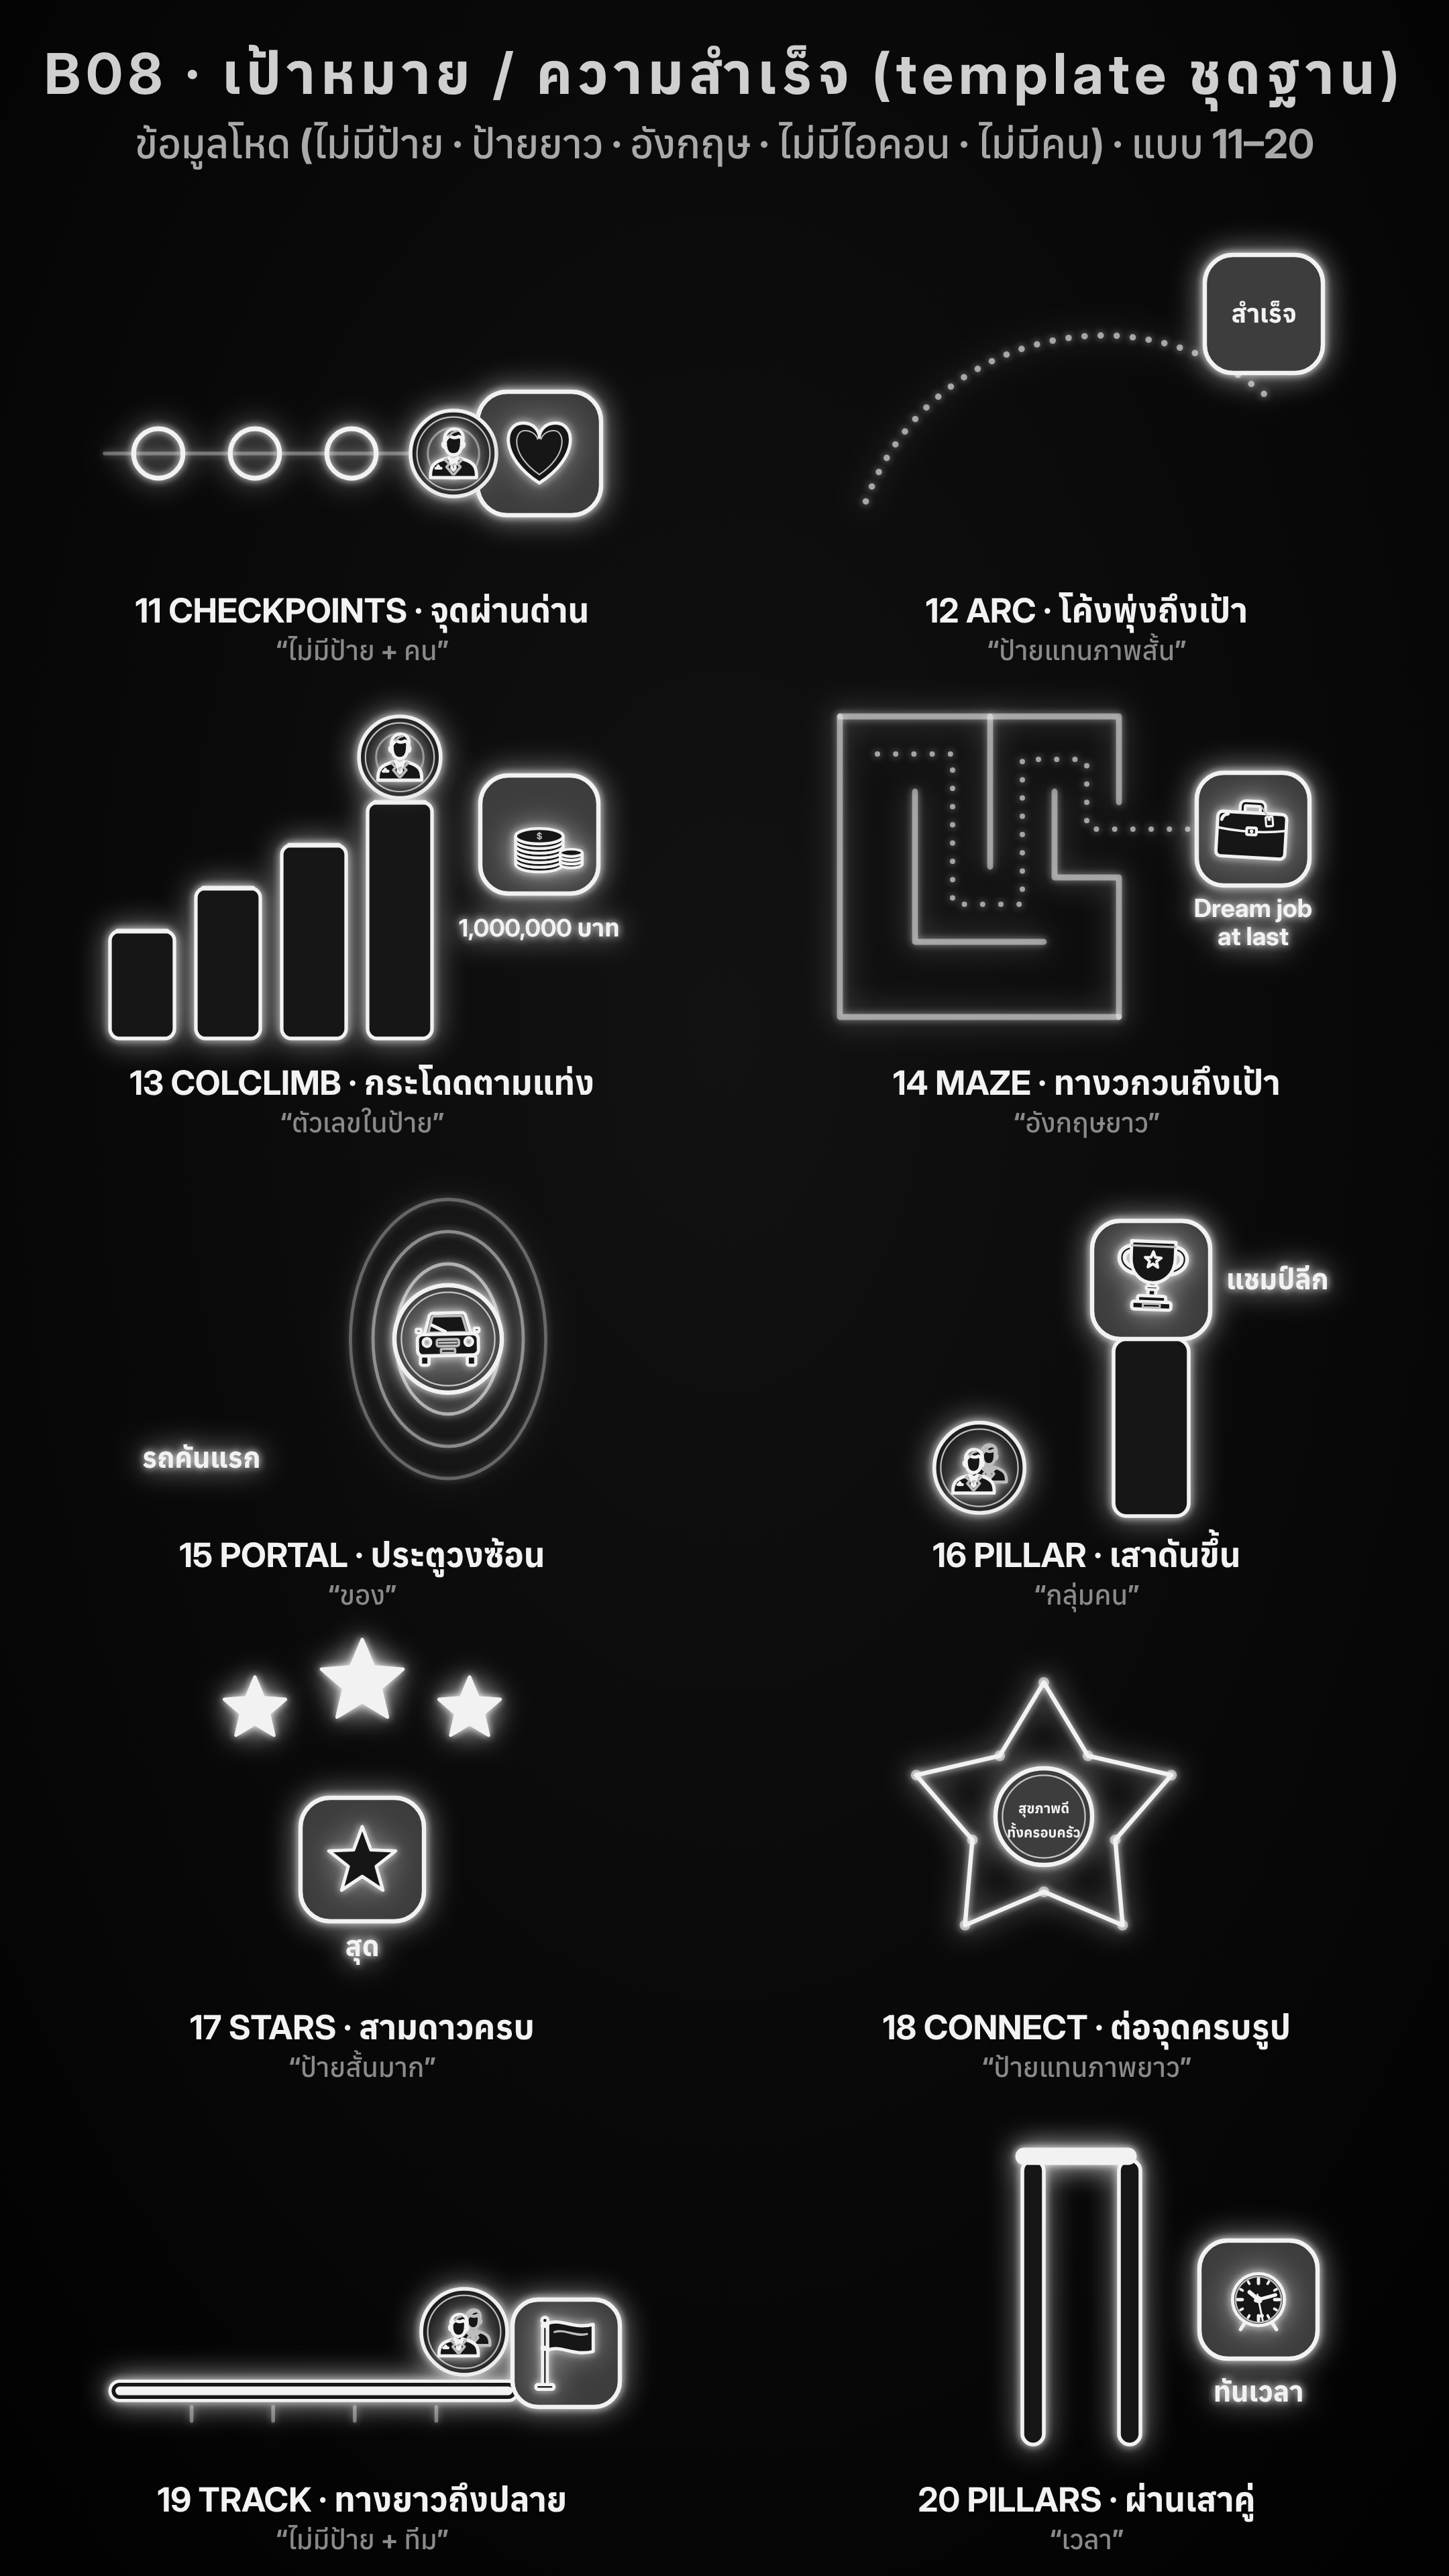 B08 · เป้าหมาย / ความสำเร็จ (template ชุดฐาน)
ข้อมูลโหด (ไม่มีป้าย · ป้ายยาว · อังกฤษ · ไม่มีไอคอน · ไม่มีคน) · แบบ 11–20
สำเร็จ
11 CHECKPOINTS · จุดผ่านด่าน
“ไม่มีป้าย + คน”
12 ARC · โค้งพุ่งถึงเป้า
“ป้ายแทนภาพสั้น”
$
1,000,000 บาท
Dream job
at last
13 COLCLIMB · กระโดดตามแท่ง
“ตัวเลขในป้าย”
14 MAZE · ทางวกวนถึงเป้า
“อังกฤษยาว”
รถคันแรก
แชมป์ลีก
15 PORTAL · ประตูวงซ้อน
“ของ”
16 PILLAR · เสาดันขึ้น
“กลุ่มคน”
สุด
สุขภาพดี
ทั้งครอบครัว
17 STARS · สามดาวครบ
“ป้ายสั้นมาก”
18 CONNECT · ต่อจุดครบรูป
“ป้ายแทนภาพยาว”
ทันเวลา
19 TRACK · ทางยาวถึงปลาย
“ไม่มีป้าย + ทีม”
20 PILLARS · ผ่านเสาคู่
“เวลา”